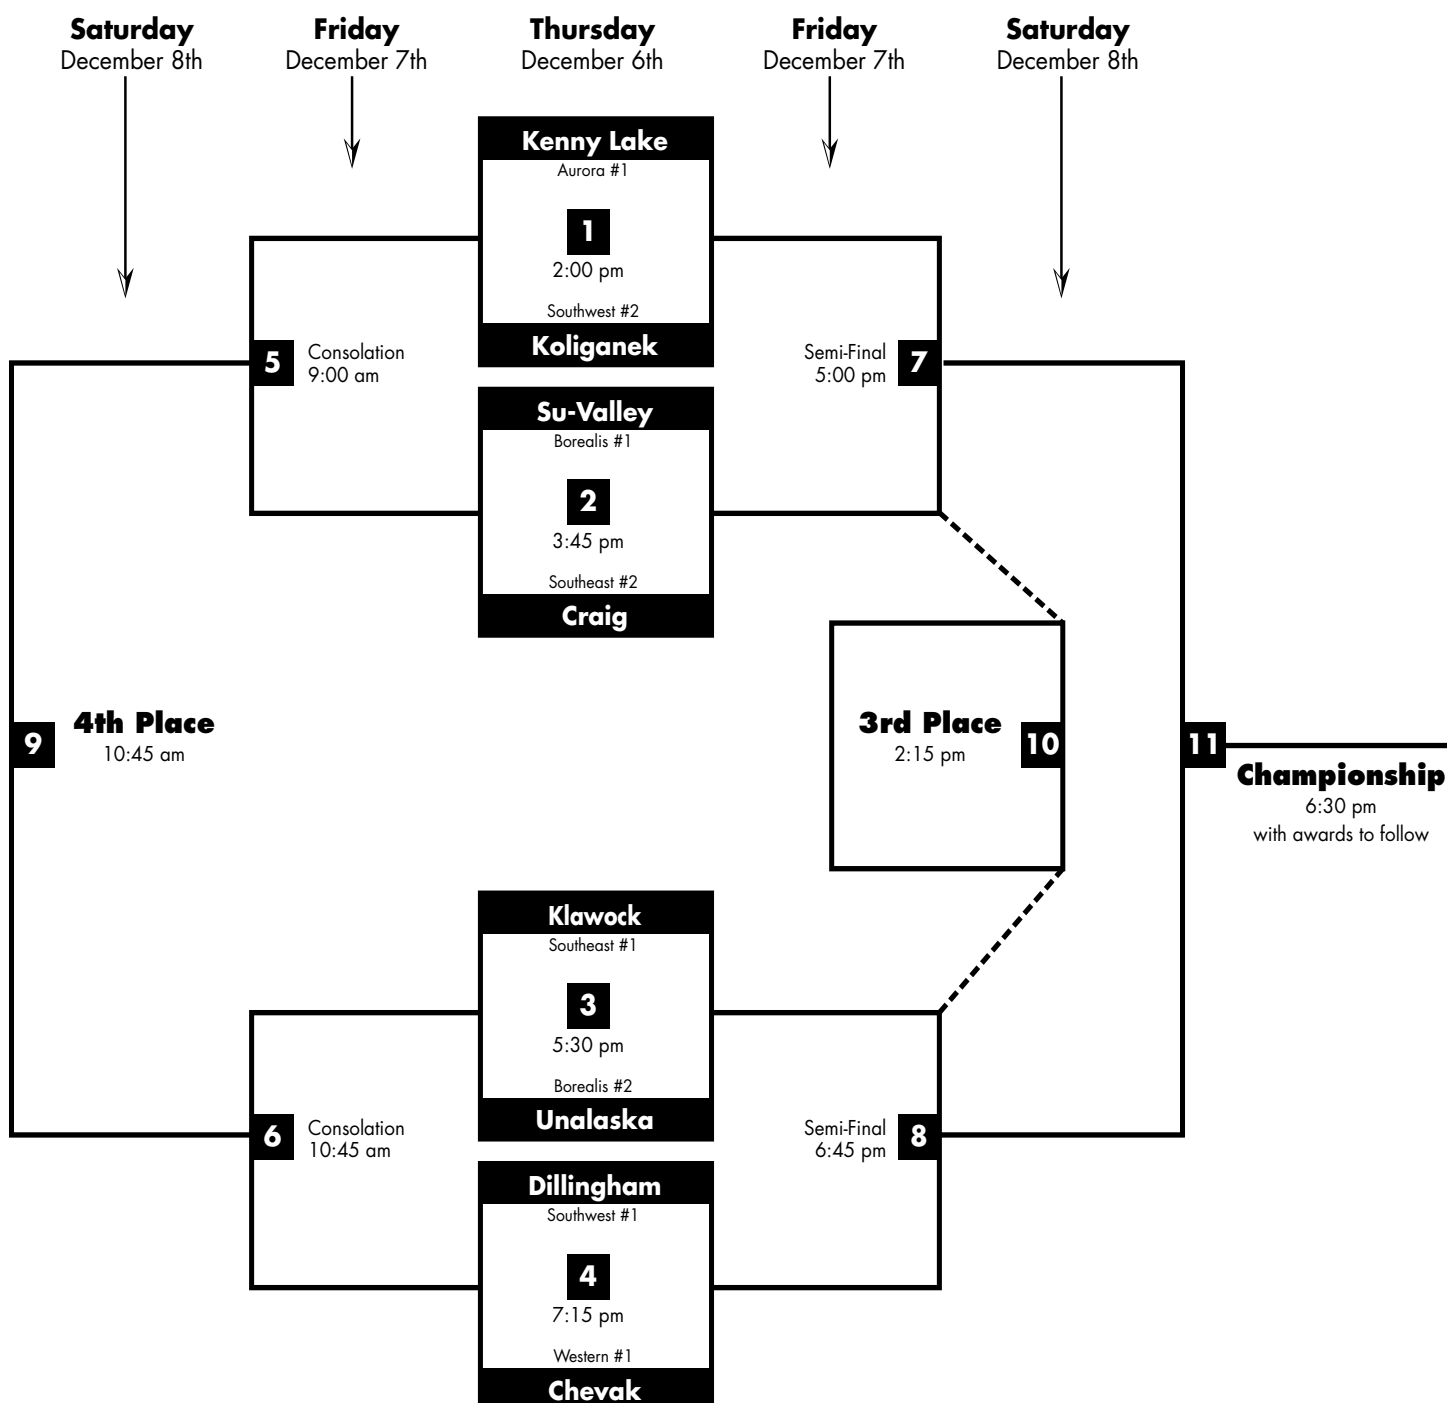 Saturday
December 8th
Friday
December 7th
Thursday
December 6th
Friday
December 7th
Saturday
December 8th
Kenny Lake
Aurora #1
1
2:00 pm
Southwest #2
Koliganek
5
Consolation
9:00 am
Semi-Final
5:00 pm
7
Su-Valley
Borealis #1
2
3:45 pm
Southeast #2
Craig
9
4th Place
10:45 am
3rd Place
2:15 pm
10
11
Championship
6:30 pm
with awards to follow
Klawock
Southeast #1
3
5:30 pm
Borealis #2
Unalaska
6
Consolation
10:45 am
Semi-Final
6:45 pm
8
Dillingham
Southwest #1
4
7:15 pm
Western #1
Chevak